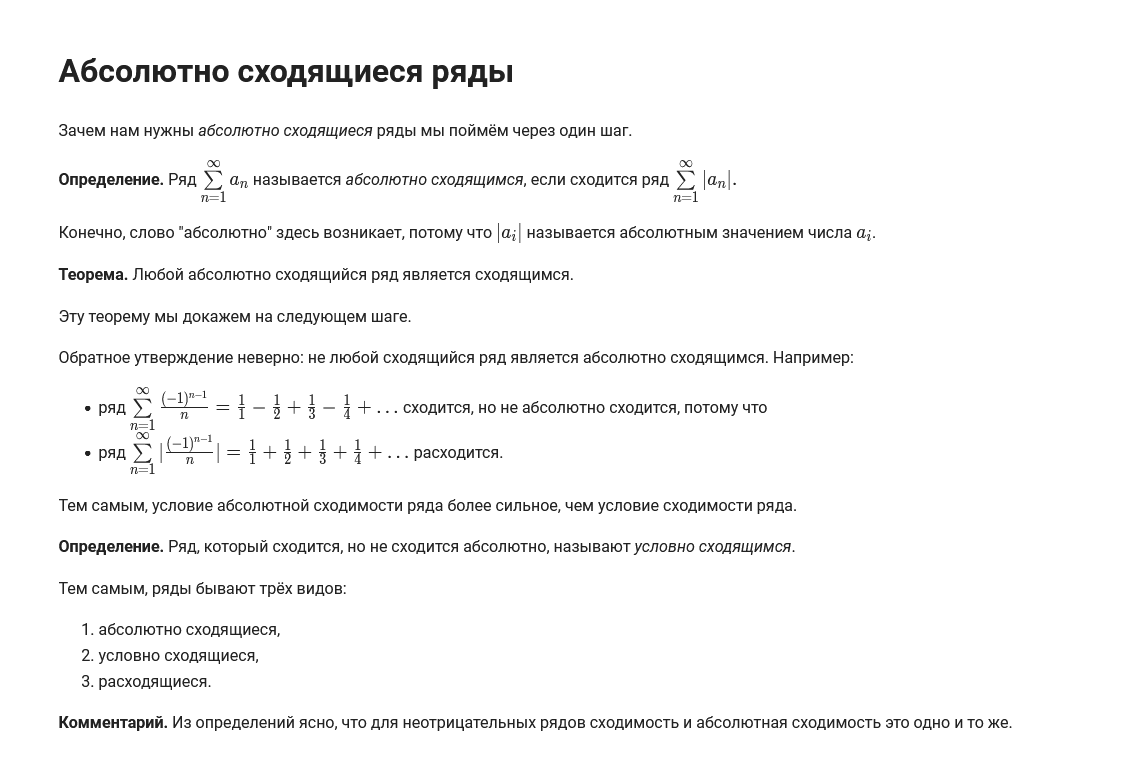 Абсолютно сходящиеся ряды
Зачем нам нужны абсолютно сходящиеся ряды мы поймём через один шаг.
Определение. Ряд $\sum\limits_{n=1}^{\infty} a_n$ называется абсолютно сходящимся, если сходится ряд $\sum\limits_{n=1}^{\infty} |a_n|.$
Конечно, слово "абсолютно" здесь возникает, потому что $|a_i|$ называется абсолютным значением числа $a_i$.
Теорема. Любой абсолютно сходящийся ряд является сходящимся.
Эту теорему мы докажем на следующем шаге.
Обратное утверждение неверно: не любой сходящийся ряд является абсолютно сходящимся. Например:
• ряд $\sum\limits_{n=1}^{\infty} \frac{(-1)^{n-1}}{n} = \frac{1}{1} - \frac{1}{2} + \frac{1}{3} - \frac{1}{4} + \ldots$ сходится, но не абсолютно сходится, потому что
• ряд $\sum\limits_{n=1}^{\infty} |\frac{(-1)^{n-1}}{n}| = \frac{1}{1} + \frac{1}{2} + \frac{1}{3} + \frac{1}{4} + \ldots$ расходится.
Тем самым, условие абсолютной сходимости ряда более сильное, чем условие сходимости ряда.
Определение. Ряд, который сходится, но не сходится абсолютно, называют условно сходящимся.
Тем самым, ряды бывают трёх видов:
1. абсолютно сходящиеся,
2. условно сходящиеся,
3. расходящиеся.
Комментарий. Из определений ясно, что для неотрицательных рядов сходимость и абсолютная сходимость это одно и то же.